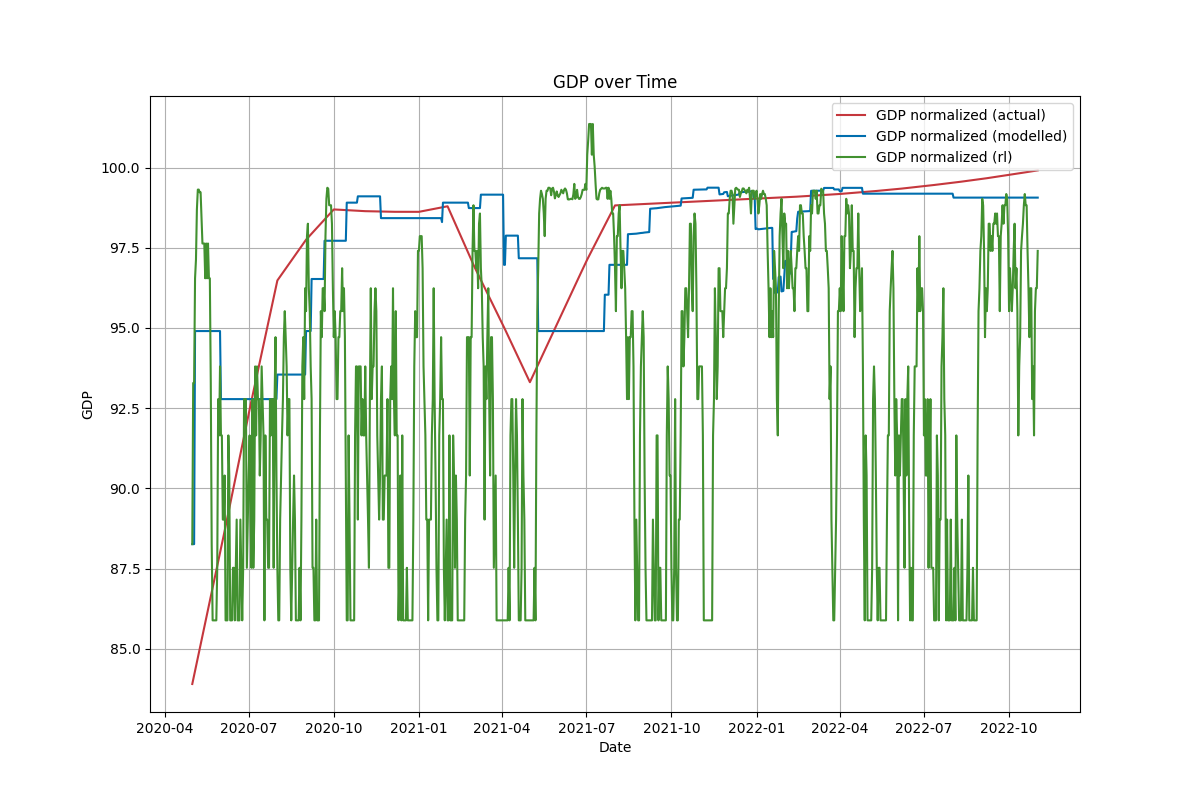 GDP over Time
GDP normalized (actual)
GDP normalized (modelled)
GDP normalized (rl)
100.0
97.5
95.0
92.5
90.0
87.5
85.0
GDP
2020-04 2020-07 2020-10 2021-01 2021-04 2021-07 2021-10 2022-01 2022-04 2022-07 2022-10
Date